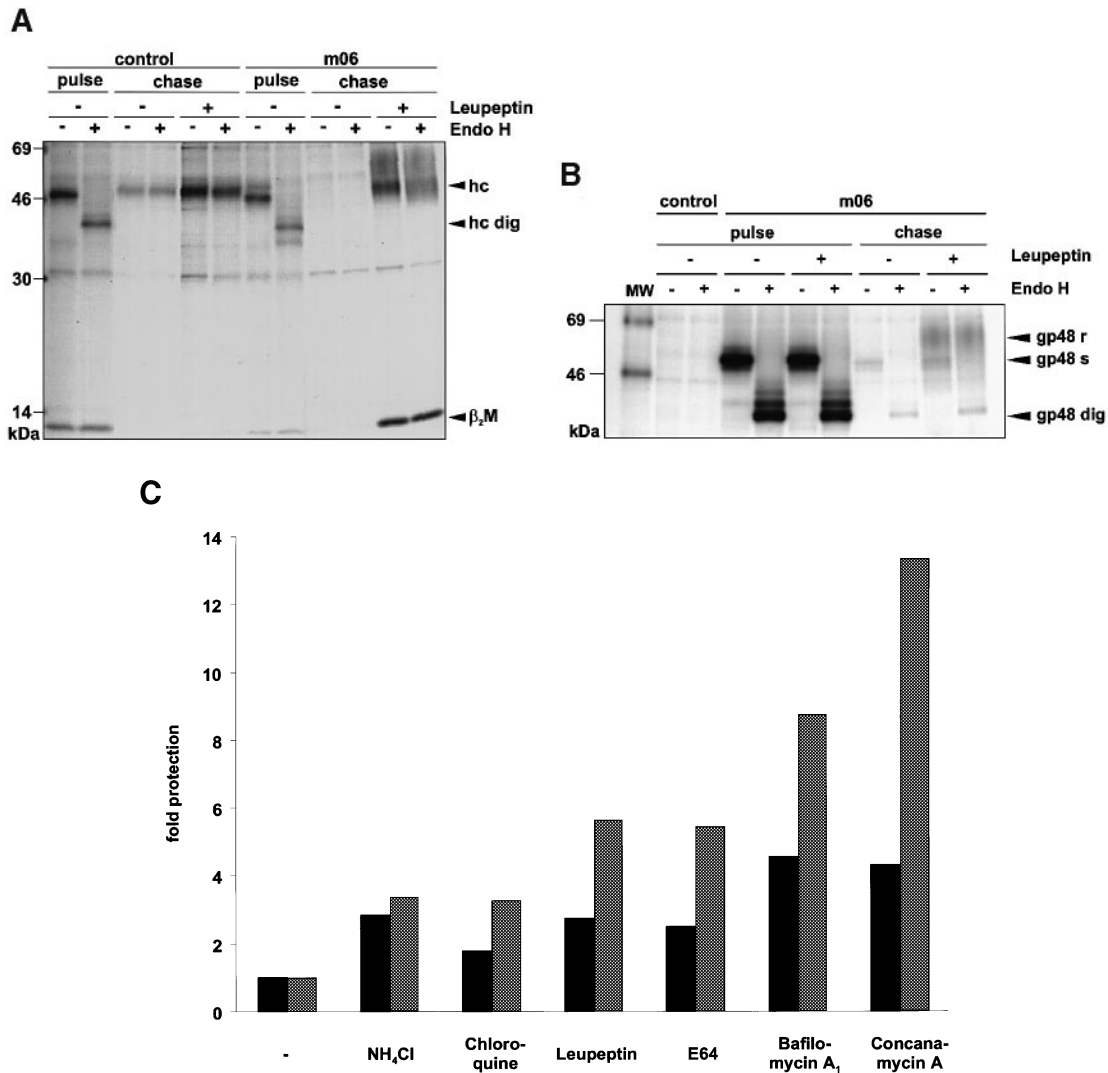 A
control m06
pulse chase pulse chase
- - + - - + Leupeptin
- + - + - + - + - + - + Endo H
69
46
30
14
kDa
hc
hc dig
β₂M
B
control m06
pulse chase
- - + - + Leupeptin
MW - + - + - + - + - + Endo H
69
46
kDa
gp48 r
gp48 s
gp48 dig
C
fold protection
14
12
10
8
6
4
2
0
- NH₄Cl Chloro- Leupeptin E64 Bafilo- Concana-
quine mycin A₁ mycin A